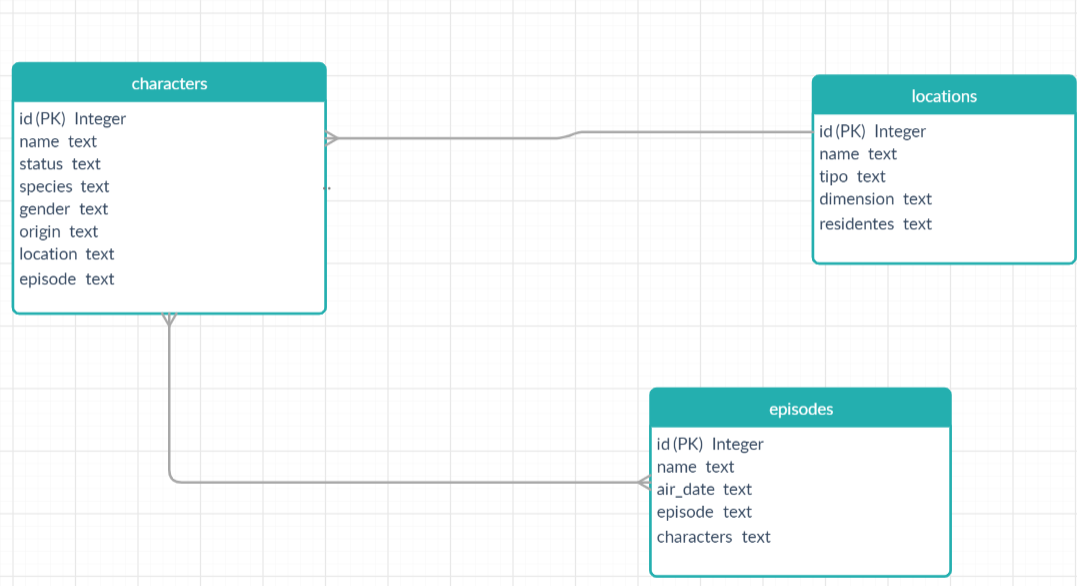 characters
id (PK) Integer
name text
status text
species text
gender text
origin text
location text
episode text
locations
id (PK) Integer
name text
tipo text
dimension text
residentes text
episodes
id (PK) Integer
name text
air_date text
episode text
characters text